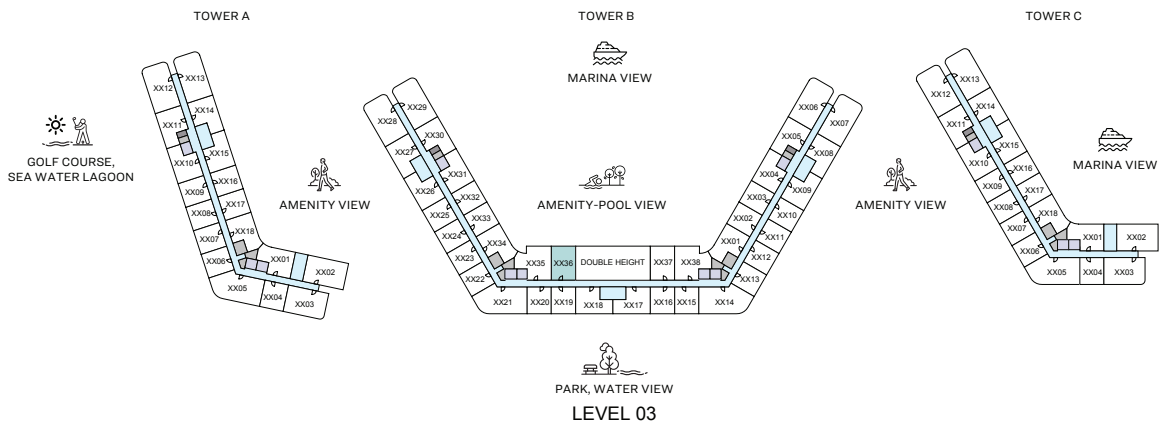 TOWER A
TOWER B
TOWER C
MARINA VIEW
GOLF COURSE,
SEA WATER LAGOON
AMENITY VIEW
AMENITY-POOL VIEW
AMENITY VIEW
MARINA VIEW
PARK, WATER VIEW
LEVEL 03
XX12
XX13
XX11
XX14
XX10
XX15
XX09
XX16
XX08
XX17
XX07
XX18
XX06
XX01
XX05
XX02
XX04
XX03
XX28
XX29
XX27
XX30
XX26
XX31
XX25
XX32
XX24
XX33
XX23
XX34
XX22
XX35
XX36
DOUBLE HEIGHT
XX37
XX38
XX21
XX20
XX19
XX18
XX17
XX16
XX15
XX14
XX06
XX07
XX05
XX08
XX04
XX09
XX03
XX10
XX02
XX11
XX01
XX12
XX13
XX12
XX13
XX11
XX14
XX10
XX15
XX09
XX16
XX08
XX17
XX07
XX18
XX06
XX01
XX02
XX05
XX04
XX03